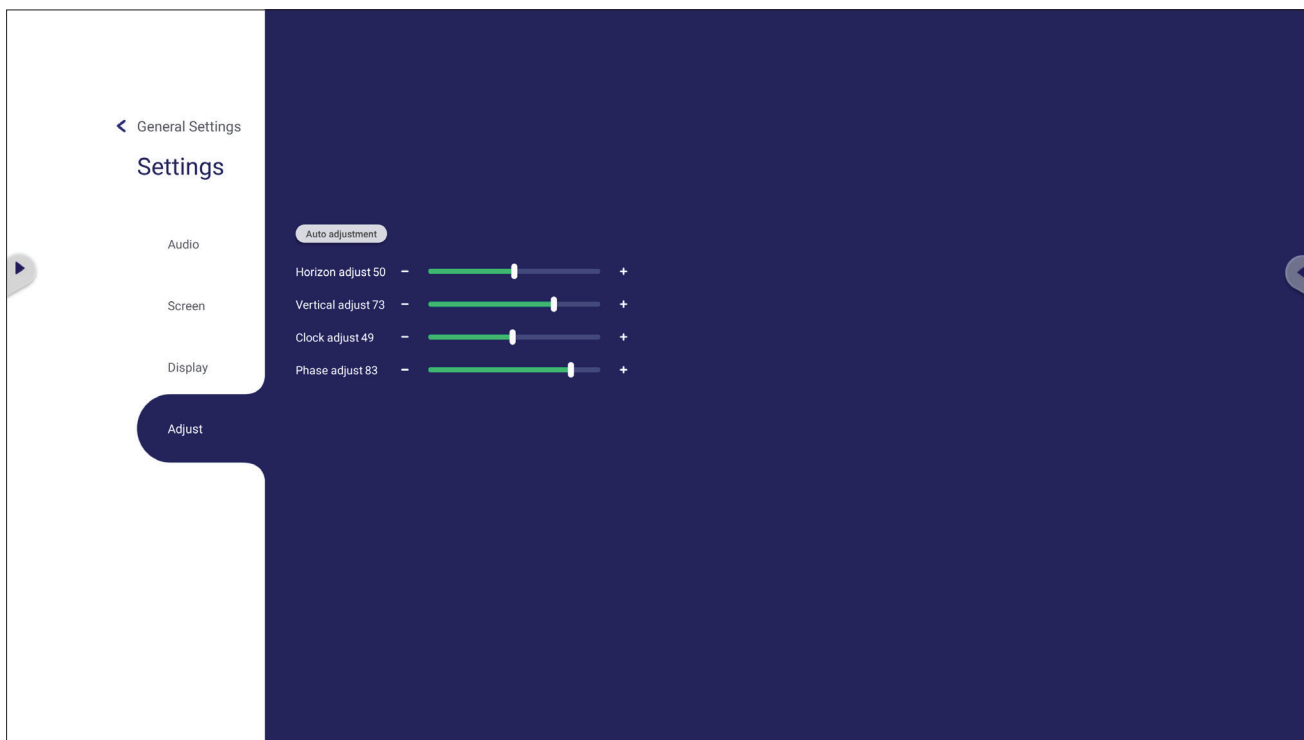 General Settings
Settings
Audio
Screen
Display
Adjust
Auto adjustment
Horizon adjust 50 - +
Vertical adjust 73 - +
Clock adjust 49 - +
Phase adjust 83 - +